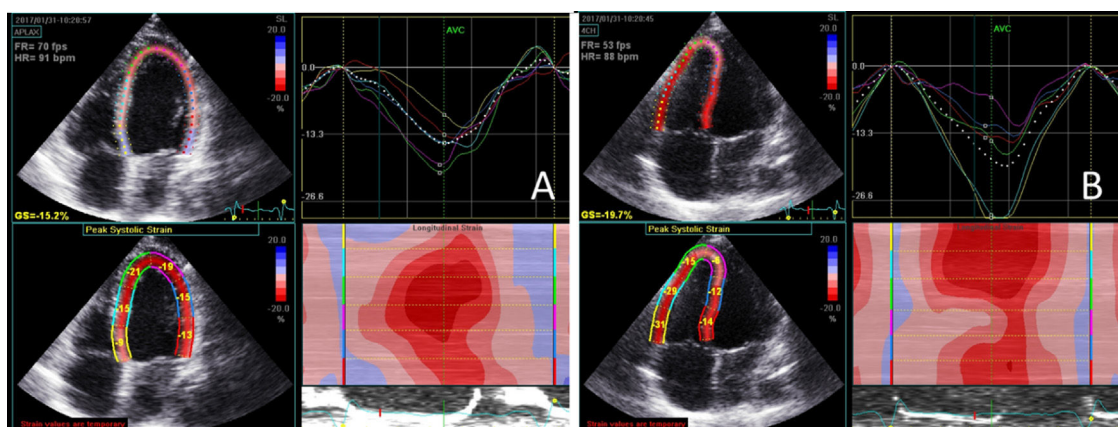 2017/01/31-10:20:57
APLAX
FR= 70 fps
HR= 91 bpm
SL
20.0
-20.0
%
GS=-15.2%
AVC
0.0
-13.3
-26.6
A
Peak Systolic Strain
20.0
-20.0
%
-21
-19
-15
-15
-9
-13
Strain values are temporary
Longitudinal Strain
2017/01/31-10:20:45
4CH
FR= 53 fps
HR= 88 bpm
SL
20.0
-20.0
%
GS=-19.7%
AVC
0.0
-13.3
-26.6
B
Peak Systolic Strain
20.0
-20.0
%
-15
-29
-12
-31
-14
Strain values are temporary
Longitudinal Strain